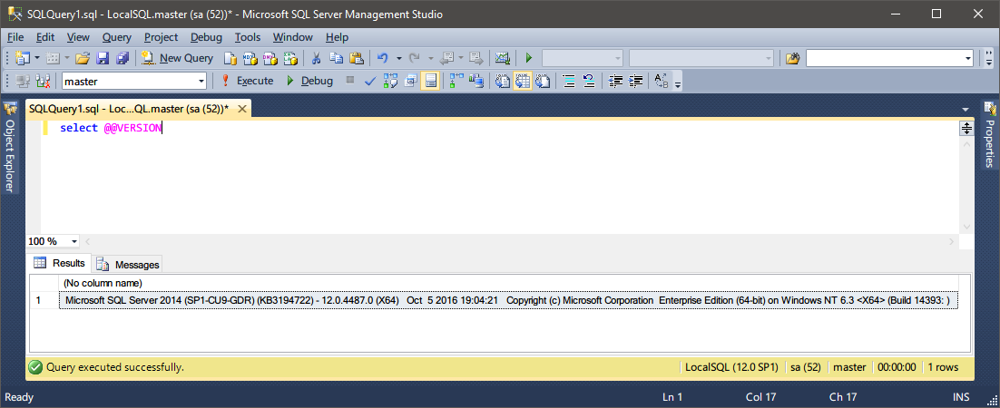 SQLQuery1.sql - LocalSQL.master (sa (52))* - Microsoft SQL Server Management Studio
File Edit View Query Project Debug Tools Window Help
New Query
master Execute Debug
SQLQuery1.sql - Loc...QL.master (sa (52))*
Object Explorer
Properties
select @@VERSION
100 %
Results Messages
(No column name)
1 Microsoft SQL Server 2014 (SP1-CU9-GDR) (KB3194722) - 12.0.4487.0 (X64) Oct 5 2016 19:04:21 Copyright (c) Microsoft Corporation Enterprise Edition (64-bit) on Windows NT 6.3 <X64> (Build 14393: )
Query executed successfully. LocalSQL (12.0 SP1) sa (52) master 00:00:00 1 rows
Ready Ln 1 Col 17 Ch 17 INS